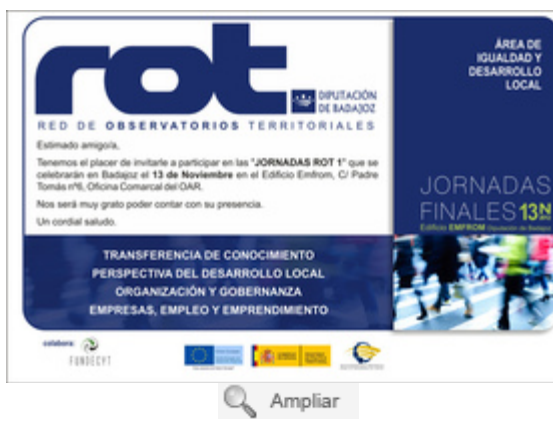 rot
DIPUTACIÓN
DE BADAJOZ
RED DE OBSERVATORIOS TERRITORIALES
Estimado amigo/a,
Tenemos el placer de invitarle a participar en las "JORNADAS ROT 1" que se
celebrarán en Badajoz el 13 de Noviembre en el Edificio Emfrom, C/ Padre
Tomás nº6, Oficina Comarcal del OAR.
Nos será muy grato poder contar con su presencia.
Un cordial saludo.
TRANSFERENCIA DE CONOCIMIENTO
PERSPECTIVA DEL DESARROLLO LOCAL
ORGANIZACIÓN Y GOBERNANZA
EMPRESAS, EMPLEO Y EMPRENDIMIENTO
ÁREA DE
IGUALDAD Y
DESARROLLO
LOCAL
JORNADAS
FINALES 13N
Edificio EMFROM Diputación de Badajoz
colabora:
FUNDECYT
Ampliar